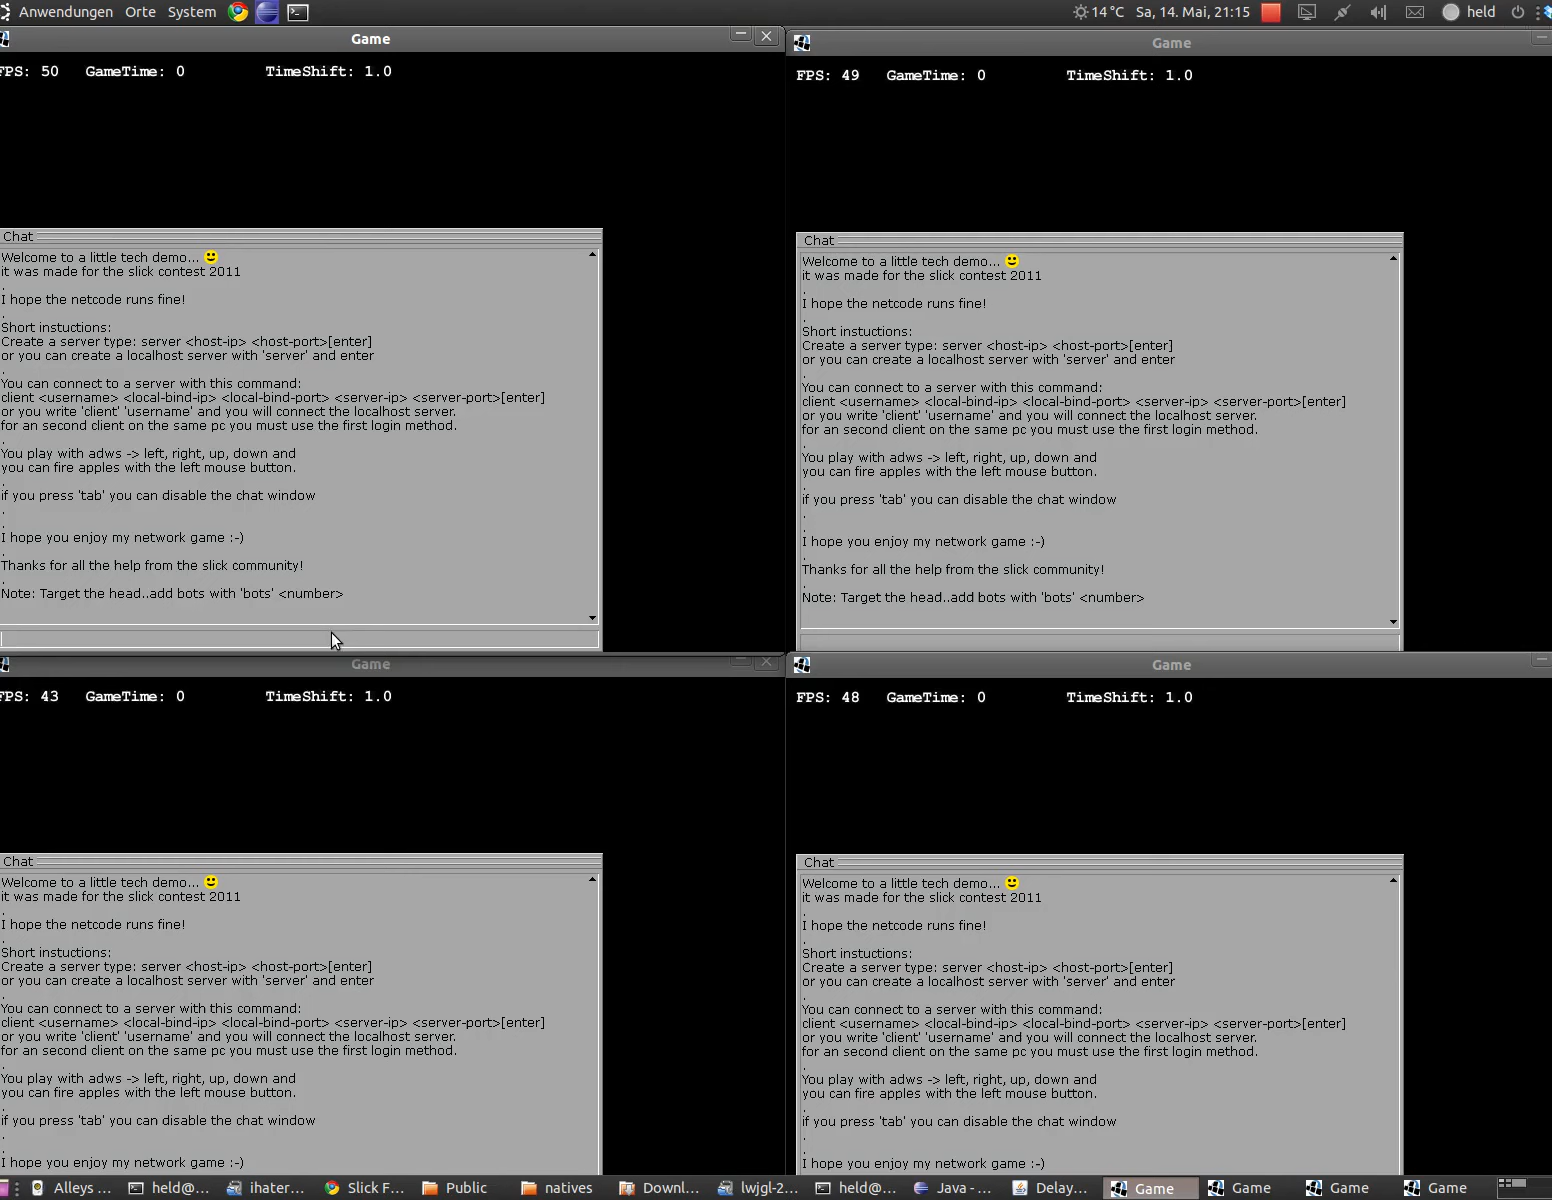 Anwendungen Orte System 14 °C Sa, 14. Mai, 21:15 held
Game
FPS: 50 GameTime: 0 TimeShift: 1.0
Chat
Welcome to a little tech demo...
it was made for the slick contest 2011
.
I hope the netcode runs fine!
.
Short instuctions:
Create a server type: server <host-ip> <host-port>[enter]
or you can create a localhost server with 'server' and enter
.
You can connect to a server with this command:
client <username> <local-bind-ip> <local-bind-port> <server-ip> <server-port>[enter]
or you write 'client' 'username' and you will connect the localhost server.
for an second client on the same pc you must use the first login method.
.
You play with adws -> left, right, up, down and
you can fire apples with the left mouse button.
.
if you press 'tab' you can disable the chat window
.
.
I hope you enjoy my network game :-)
.
Thanks for all the help from the slick community!
.
Note: Target the head..add bots with 'bots' <number>
Game
FPS: 49 GameTime: 0 TimeShift: 1.0
Chat
Welcome to a little tech demo...
it was made for the slick contest 2011
.
I hope the netcode runs fine!
.
Short instuctions:
Create a server type: server <host-ip> <host-port>[enter]
or you can create a localhost server with 'server' and enter
.
You can connect to a server with this command:
client <username> <local-bind-ip> <local-bind-port> <server-ip> <server-port>[enter]
or you write 'client' 'username' and you will connect the localhost server.
for an second client on the same pc you must use the first login method.
.
You play with adws -> left, right, up, down and
you can fire apples with the left mouse button.
.
if you press 'tab' you can disable the chat window
.
.
I hope you enjoy my network game :-)
.
Thanks for all the help from the slick community!
.
Note: Target the head..add bots with 'bots' <number>
Game
FPS: 43 GameTime: 0 TimeShift: 1.0
Chat
Welcome to a little tech demo...
it was made for the slick contest 2011
.
I hope the netcode runs fine!
.
Short instuctions:
Create a server type: server <host-ip> <host-port>[enter]
or you can create a localhost server with 'server' and enter
.
You can connect to a server with this command:
client <username> <local-bind-ip> <local-bind-port> <server-ip> <server-port>[enter]
or you write 'client' 'username' and you will connect the localhost server.
for an second client on the same pc you must use the first login method.
.
You play with adws -> left, right, up, down and
you can fire apples with the left mouse button.
.
if you press 'tab' you can disable the chat window
.
.
I hope you enjoy my network game :-)
Game
FPS: 48 GameTime: 0 TimeShift: 1.0
Chat
Welcome to a little tech demo...
it was made for the slick contest 2011
.
I hope the netcode runs fine!
.
Short instuctions:
Create a server type: server <host-ip> <host-port>[enter]
or you can create a localhost server with 'server' and enter
.
You can connect to a server with this command:
client <username> <local-bind-ip> <local-bind-port> <server-ip> <server-port>[enter]
or you write 'client' 'username' and you will connect the localhost server.
for an second client on the same pc you must use the first login method.
.
You play with adws -> left, right, up, down and
you can fire apples with the left mouse button.
.
if you press 'tab' you can disable the chat window
.
.
I hope you enjoy my network game :-)
Alleys ... held@... ihater... Slick F... Public natives Downl... lwjgl-2... held@... Java - ... Delay... Game Game Game Game